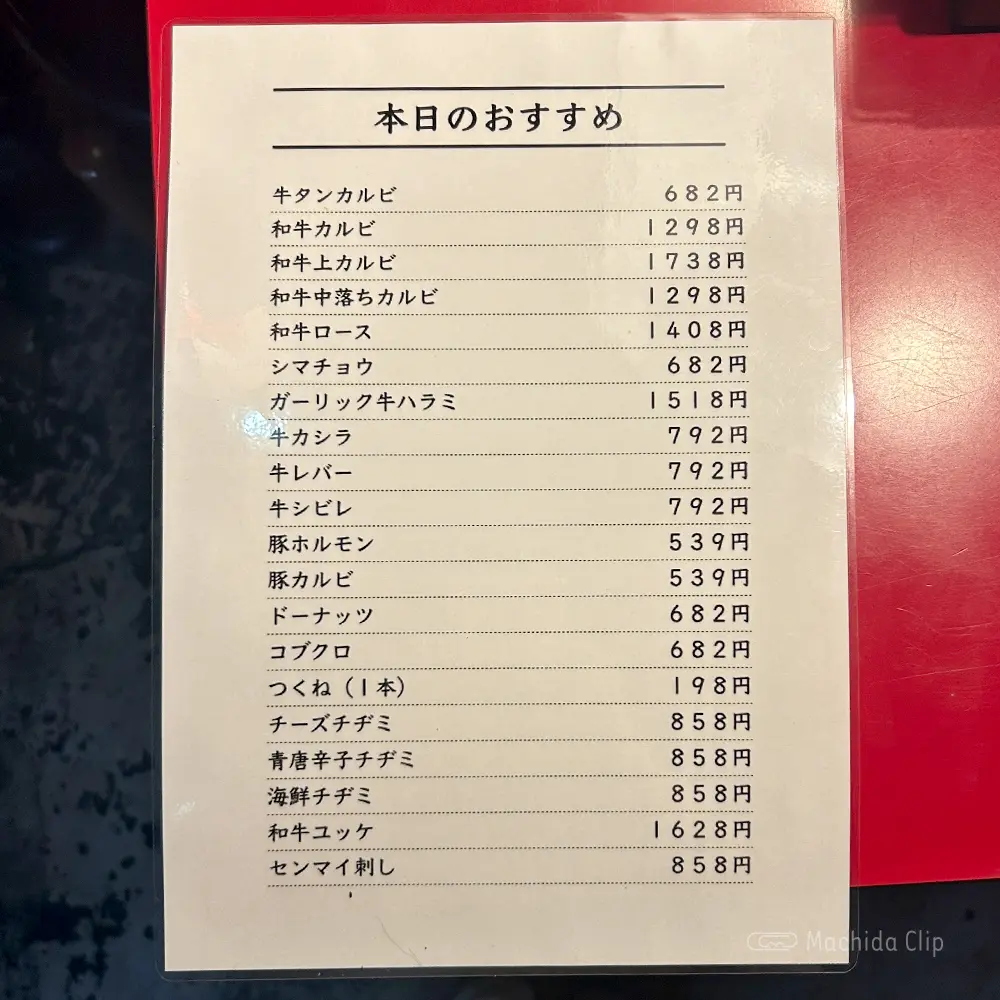 本日のおすすめ
牛タンカルビ 682円
和牛カルビ 1298円
和牛上カルビ 1738円
和牛中落ちカルビ 1298円
和牛ロース 1408円
シマチョウ 682円
ガーリック牛ハラミ 1518円
牛カシラ 792円
牛レバー 792円
牛シビレ 792円
豚ホルモン 539円
豚カルビ 539円
ドーナッツ 682円
コブクロ 682円
つくね（1本） 198円
チーズチヂミ 858円
青唐辛子チヂミ 858円
海鮮チヂミ 858円
和牛ユッケ 1628円
センマイ刺し 858円
Machida Clip